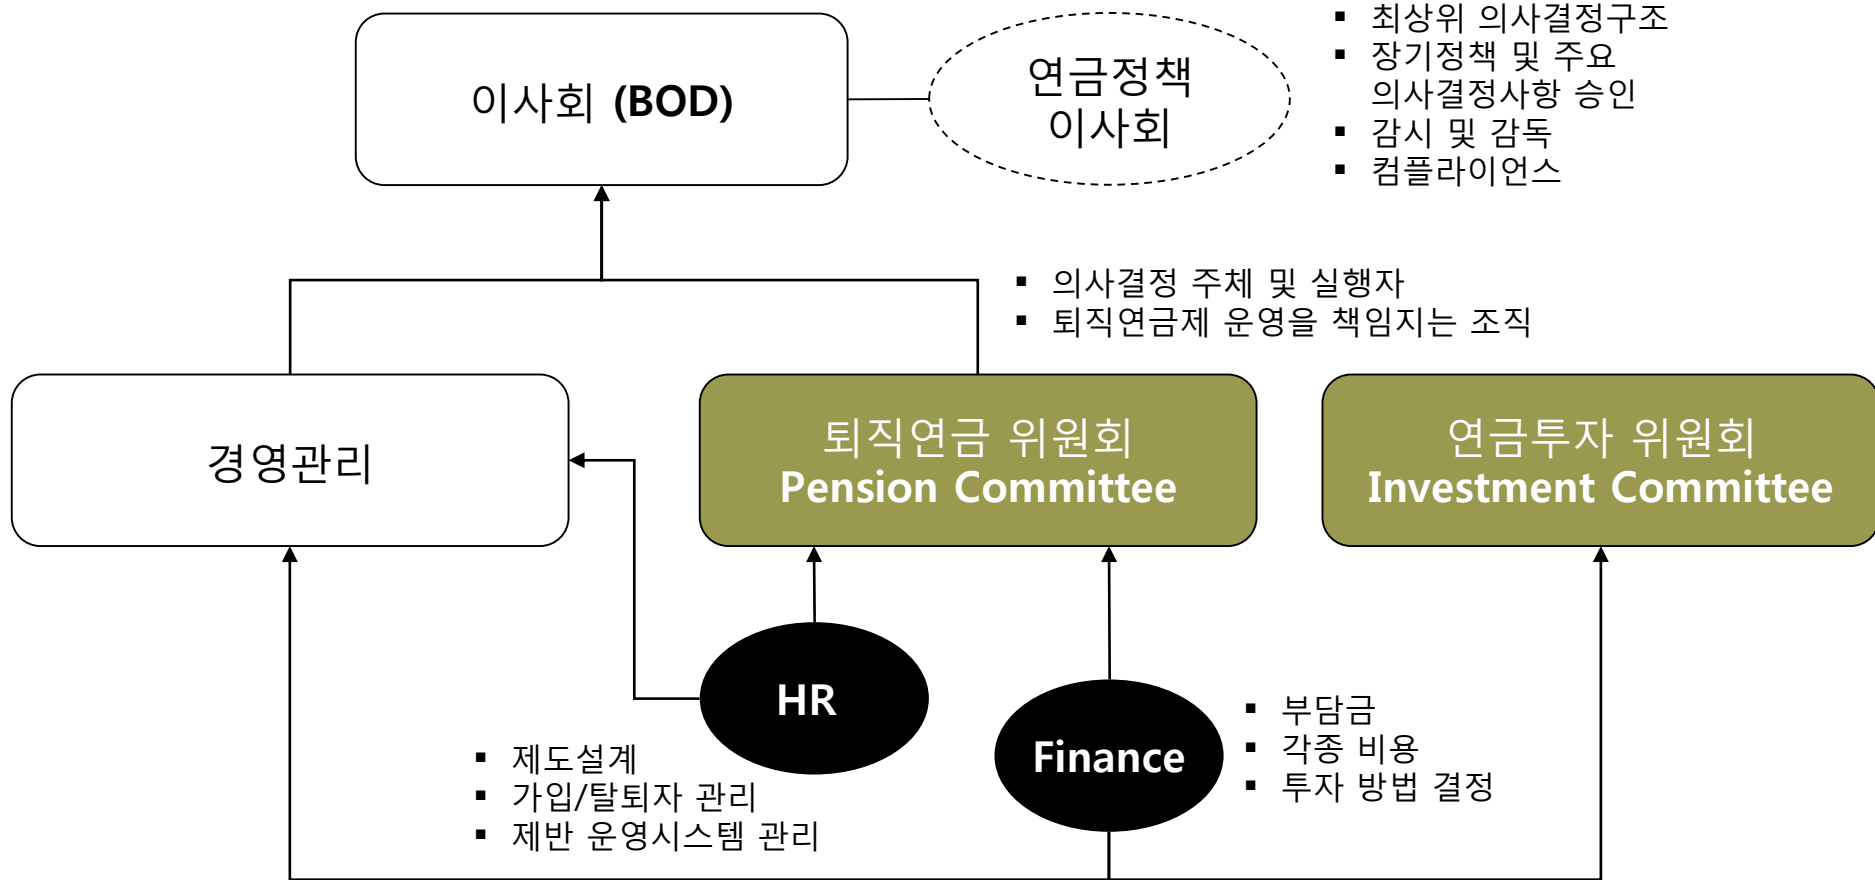 이사회 (BOD)
연금정책
이사회
▪ 최상위 의사결정구조
▪ 장기정책 및 주요
의사결정사항 승인
▪ 감시 및 감독
▪ 컴플라이언스
▪ 의사결정 주체 및 실행자
▪ 퇴직연금제 운영을 책임지는 조직
경영관리
퇴직연금 위원회
Pension Committee
연금투자 위원회
Investment Committee
HR
▪ 제도설계
▪ 가입/탈퇴자 관리
▪ 제반 운영시스템 관리
Finance
▪ 부담금
▪ 각종 비용
▪ 투자 방법 결정